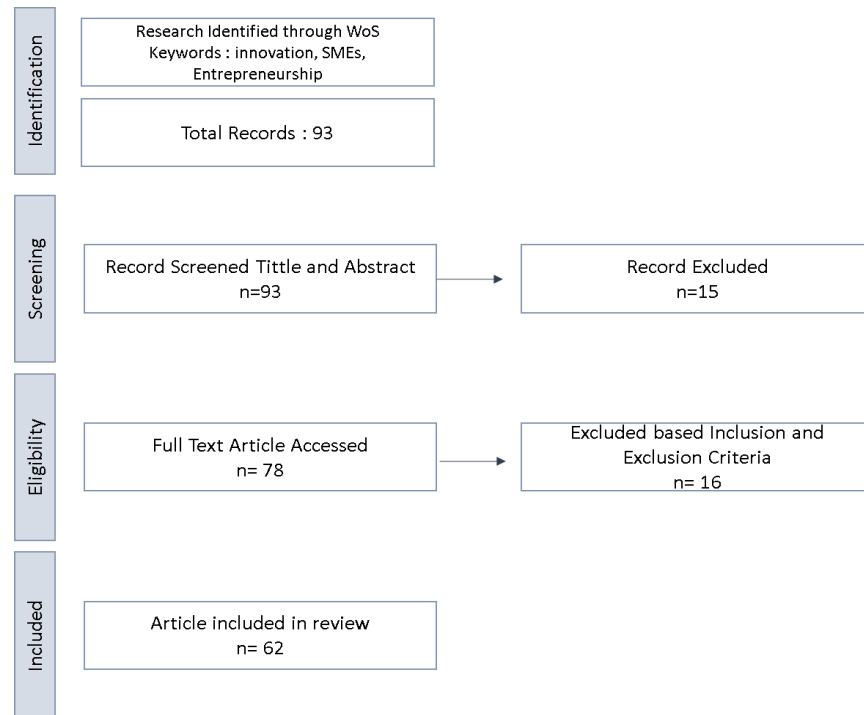 Identification
Research Identified through WoS
Keywords : innovation, SMEs,
Entrepreneurship
Total Records : 93
Screening
Record Screened Tittle and Abstract
n=93
Record Excluded
n=15
Eligibility
Full Text Article Accessed
n= 78
Excluded based Inclusion and
Exclusion Criteria
n= 16
Included
Article included in review
n= 62